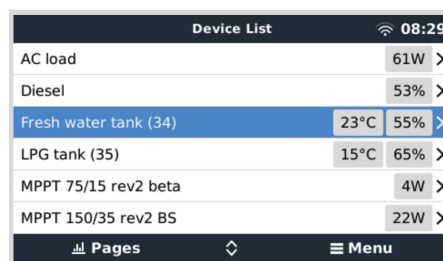 Device List 08:29
AC load 61W
Diesel 53%
Fresh water tank (34) 23°C 55%
LPG tank (35) 15°C 65%
MPPT 75/15 rev2 beta 4W
MPPT 150/35 rev2 BS 22W
Pages Menu